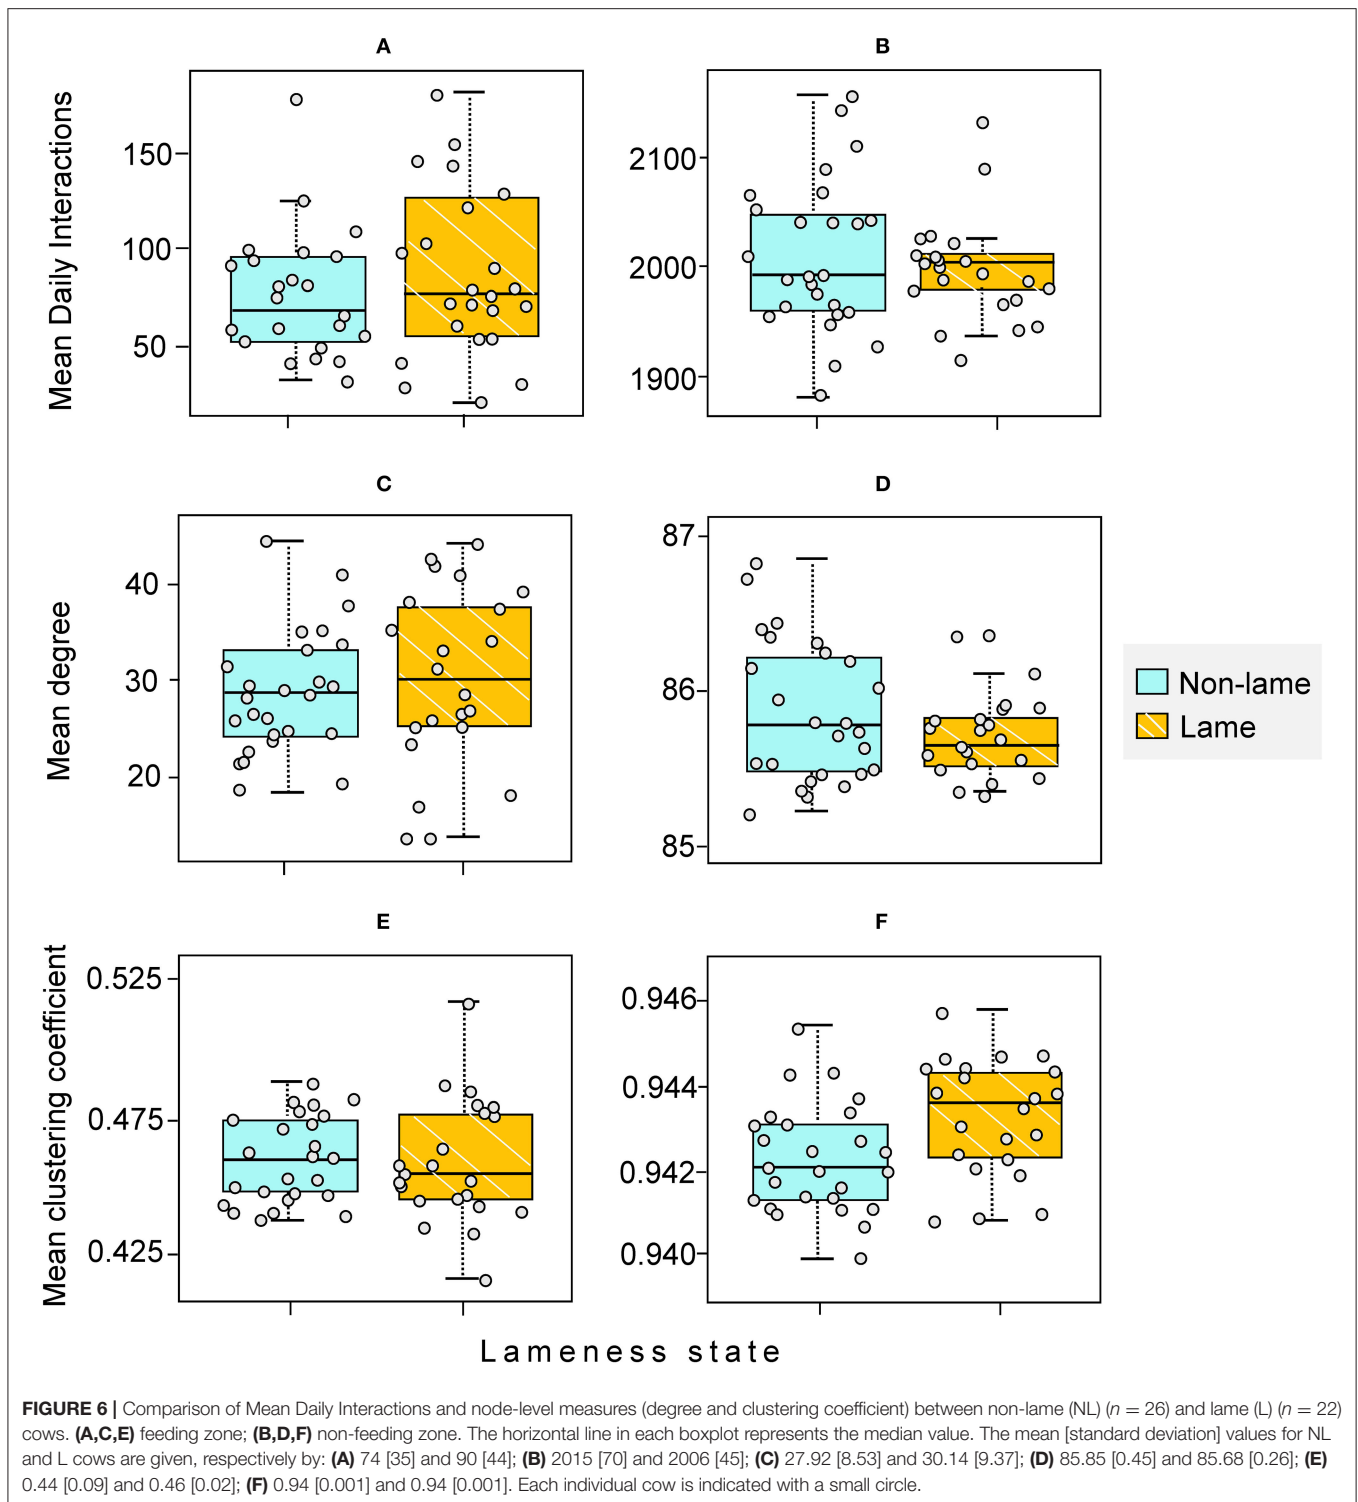 A
B
Mean Daily Interactions
150
100
50
2100
2000
1900
C
D
Mean degree
40
30
20
87
86
85
Non-lame
Lame
E
F
Mean clustering coefficient
0.525
0.475
0.425
0.946
0.944
0.942
0.940
Lameness state
FIGURE 6 | Comparison of Mean Daily Interactions and node-level measures (degree and clustering coefficient) between non-lame (NL) (n = 26) and lame (L) (n = 22)
cows. (A,C,E) feeding zone; (B,D,F) non-feeding zone. The horizontal line in each boxplot represents the median value. The mean [standard deviation] values for NL
and L cows are given, respectively by: (A) 74 [35] and 90 [44]; (B) 2015 [70] and 2006 [45]; (C) 27.92 [8.53] and 30.14 [9.37]; (D) 85.85 [0.45] and 85.68 [0.26]; (E)
0.44 [0.09] and 0.46 [0.02]; (F) 0.94 [0.001] and 0.94 [0.001]. Each individual cow is indicated with a small circle.